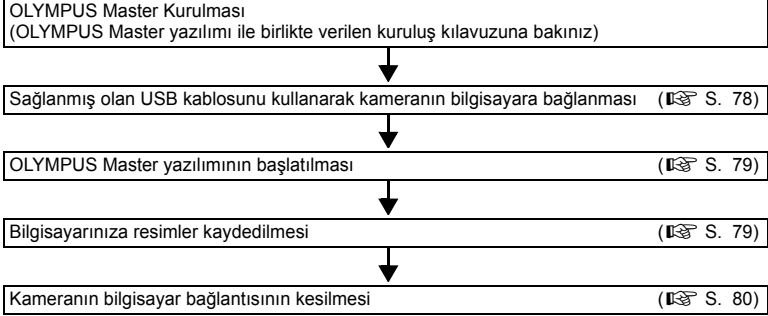 OLYMPUS Master Kurulması
(OLYMPUS Master yazılımı ile birlikte verilen kuruluş kılavuzuna bakınız)
Sağlanmış olan USB kablosunu kullanarak kameranın bilgisayara bağlanması (☞ S. 78)
OLYMPUS Master yazılımının başlatılması (☞ S. 79)
Bilgisayarınıza resimler kaydedilmesi (☞ S. 79)
Kameranın bilgisayar bağlantısının kesilmesi (☞ S. 80)